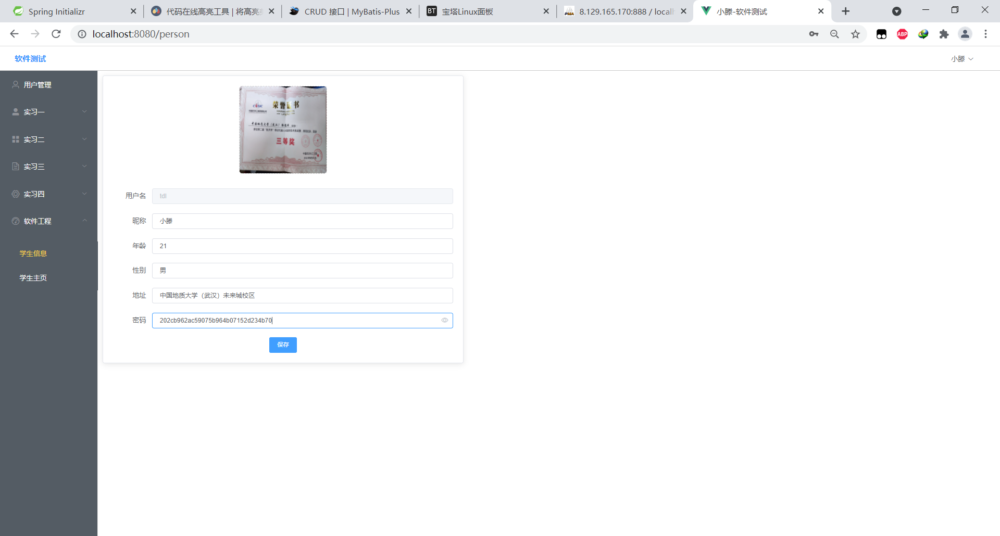 Spring Initializr
代码在线高亮工具 | 将高亮
CRUD 接口 | MyBatis-Plus
BT
宝塔Linux面板
PMA
8.129.165.170:888 / local
小滕-软件测试
localhost:8080/person
ABP
软件测试
小滕
用户管理
实习一
实习二
实习三
实习四
软件工程
学生信息
学生主页
荣誉证书
三等奖
用户名
tdl
昵称
小滕
年龄
21
性别
男
地址
中国地质大学（武汉）未来城校区
密码
202cb962ac59075b964b07152d234b70
保存